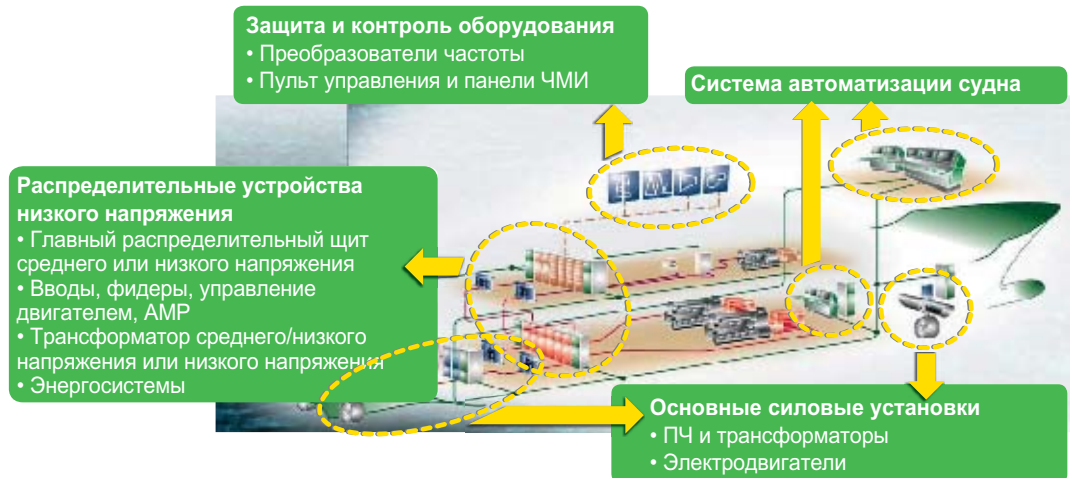 Защита и контроль оборудования
• Преобразователи частоты
• Пульт управления и панели ЧМИ
Система автоматизации судна
Распределительные устройства
низкого напряжения
• Главный распределительный щит
среднего или низкого напряжения
• Вводы, фидеры, управление
двигателем, АМР
• Трансформатор среднего/низкого
напряжения или низкого напряжения
• Энергосистемы
Основные силовые установки
• ПЧ и трансформаторы
• Электродвигатели